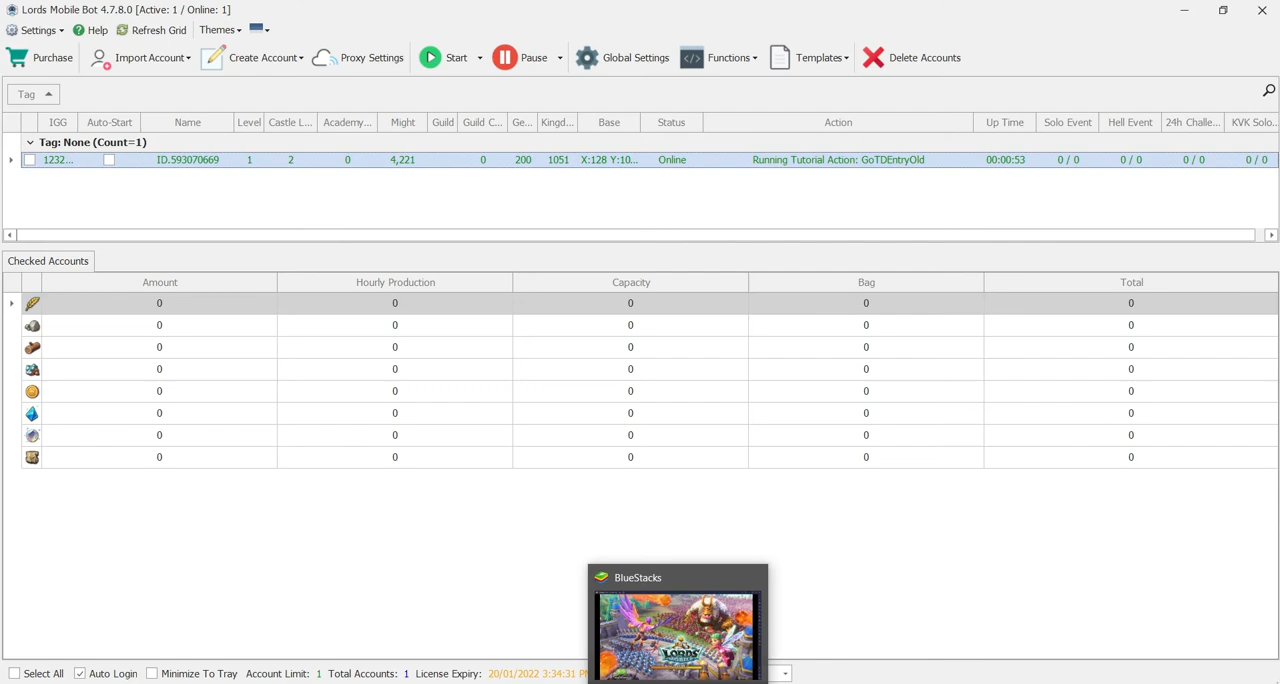 Lords Mobile Bot 4.7.8.0 [Active: 1 / Online: 1]
Settings Help Refresh Grid Themes
Purchase Import Account Create Account Proxy Settings Start Pause Global Settings Functions Templates Delete Accounts
Tag
IGG Auto-Start Name Level Castle L... Academy... Might Guild Guild C... Ge... Kingd... Base Status Action Up Time Solo Event Hell Event 24h Challe... KVK Solo...
Tag: None (Count=1)
1232... ID.593070669 1 2 0 4,221 0 200 1051 X:128 Y:10... Online Running Tutorial Action: GoTDEntryOld 00:00:53 0 / 0 0 / 0 0 / 0 0 / 0
Checked Accounts
Amount Hourly Production Capacity Bag Total
0 0 0 0 0
0 0 0 0 0
0 0 0 0 0
0 0 0 0 0
0 0 0 0 0
0 0 0 0 0
0 0 0 0 0
0 0 0 0 0
BlueStacks
LORDS
Select All Auto Login Minimize To Tray Account Limit: 1 Total Accounts: 1 License Expiry: 20/01/2022 3:34:31